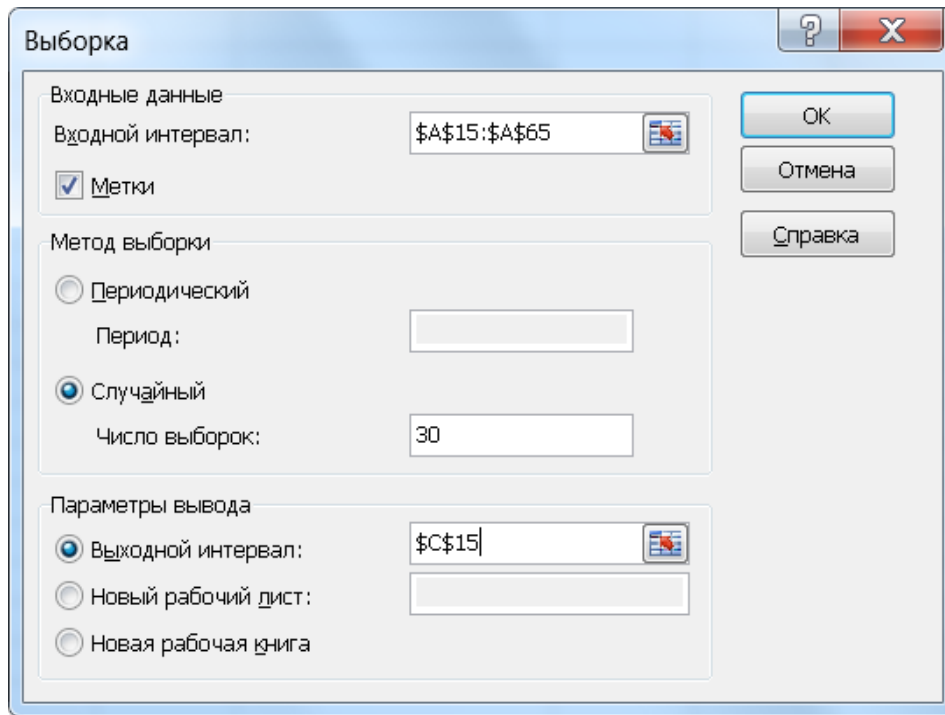 Выборка
Входные данные
Входной интервал: $A$15:$A$65
Метки
Метод выборки
Периодический
Период:
Случайный
Число выборок: 30
Параметры вывода
Выходной интервал: $C$15
Новый рабочий лист:
Новая рабочая книга
ОК
Отмена
Справка